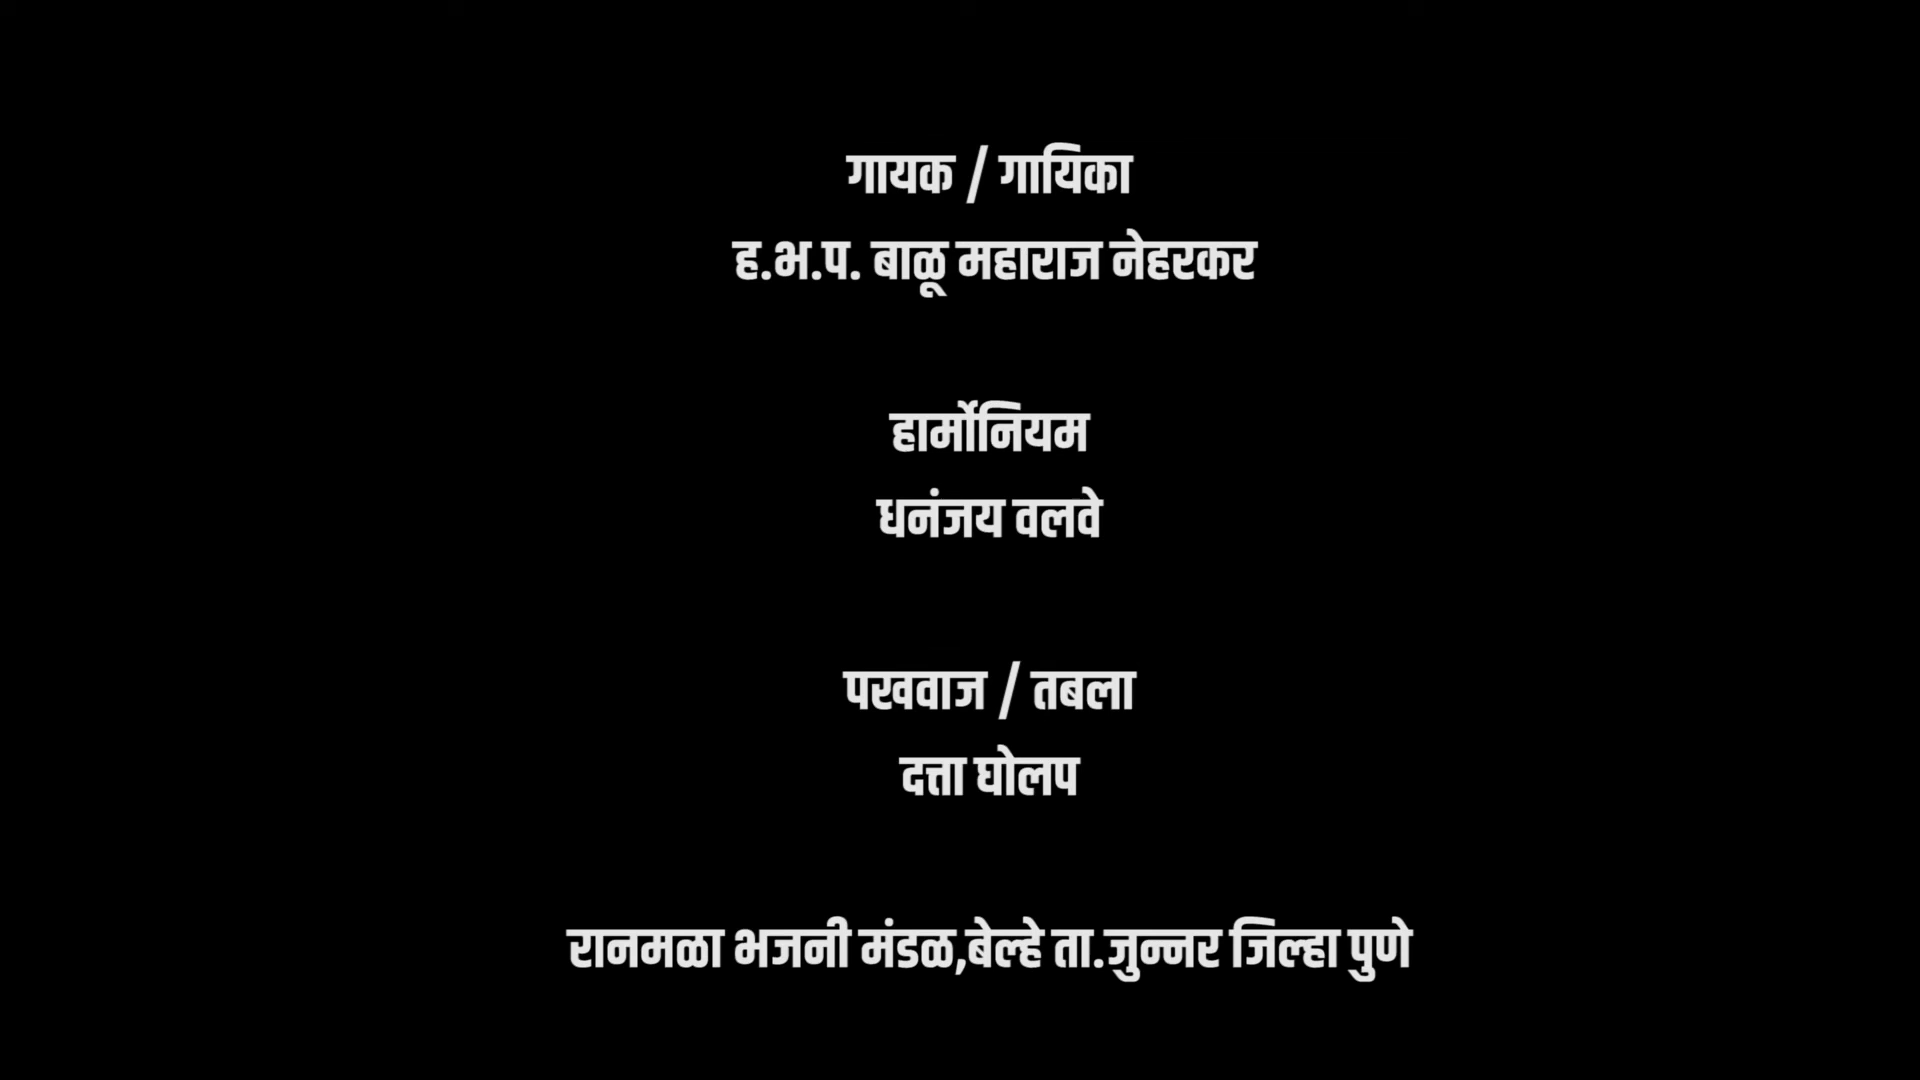 गायक / गायिका
ह.भ.प. बाळू महाराज नेहरकर
हार्मोनियम
धनंजय वलवे
पखवाज / तबला
दत्ता घोलप
रानमळा भजनी मंडळ,बेल्हे ता.जुन्नर जिल्हा पुणे